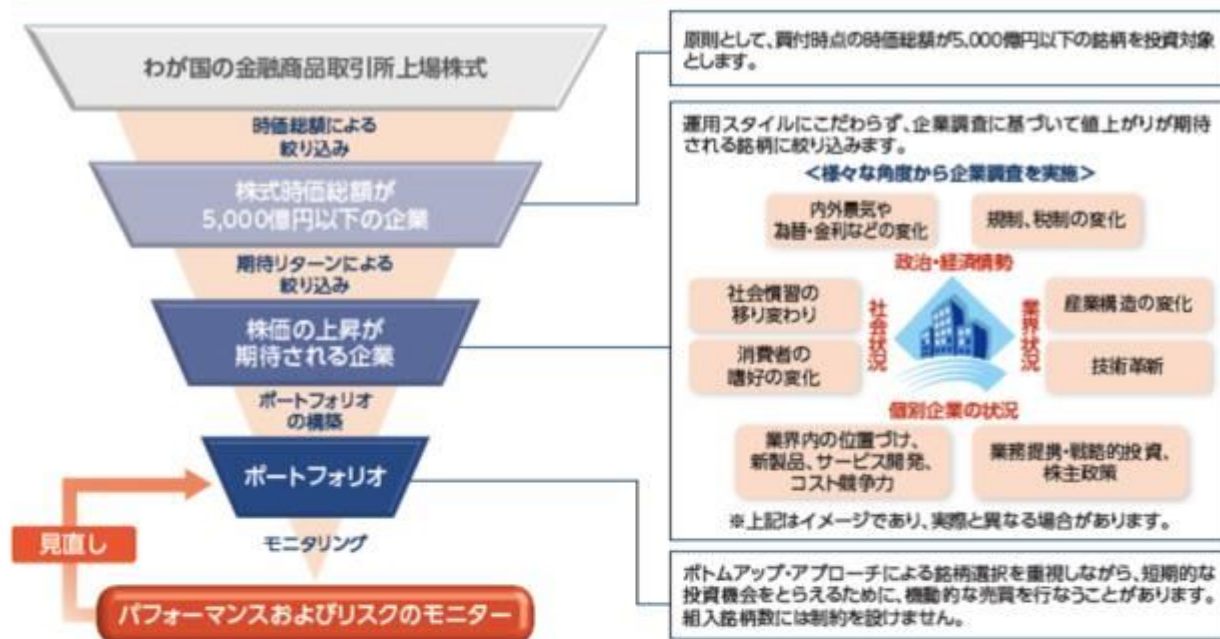 わが国の金融商品取引所上場株式
時価総額による
絞り込み
株式時価総額が
5,000億円以下の企業
期待リターンによる
絞り込み
株価の上昇が
期待される企業
ポートフォリオ
の構築
ポートフォリオ
見直し
モニタリング
パフォーマンスおよびリスクのモニター
原則として、買付時点の時価総額が5,000億円以下の銘柄を投資対象
とします。
運用スタイルにこだわらず、企業調査に基づいて値上がりが期待
される銘柄に絞り込みます。
<様々な角度から企業調査を実施>
内外景気や
為替・金利などの変化
規制、税制の変化
政治・経済情勢
社会慣習の
移り変わり
消費者の
嗜好の変化
社会状況
業界状況
産業構造の変化
技術革新
個別企業の状況
業界内の位置づけ、
新製品、サービス開発、
コスト競争力
業務提携・戦略的投資、
株主政策
※上記はイメージであり、実際と異なる場合があります。
ボトムアップ・アプローチによる銘柄選択を重視しながら、短期的な
投資機会をとらえるために、機動的な売買を行なうことがあります。
組入銘柄数には制約を設けません。